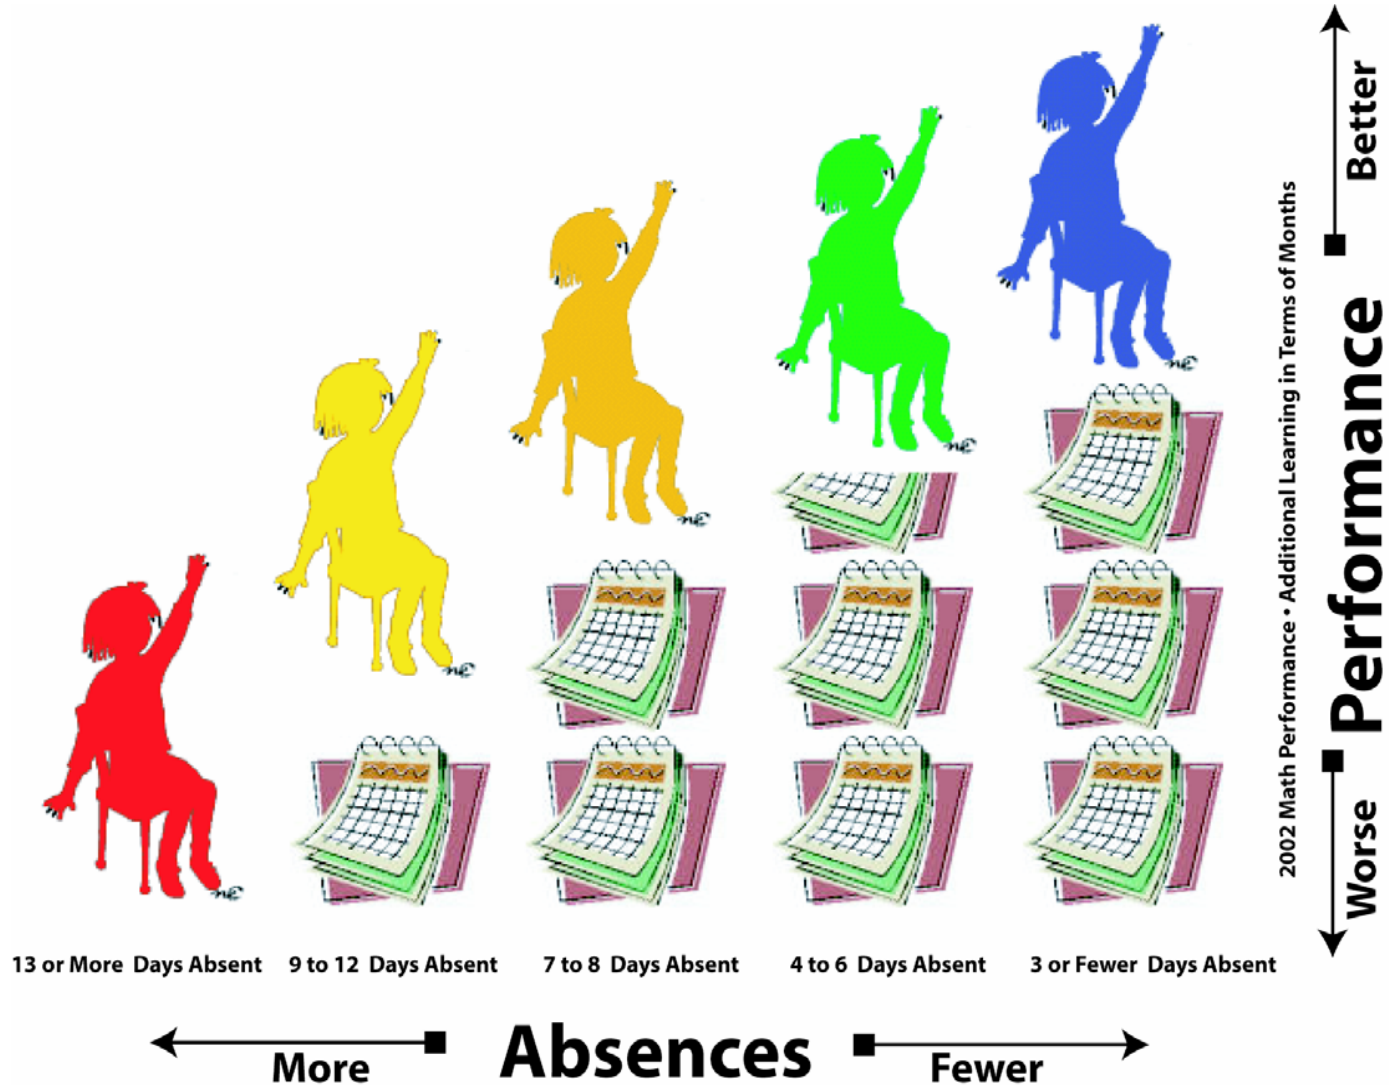 Better
Performance
Worse
2002 Math Performance • Additional Learning in Terms of Months
13 or More Days Absent
9 to 12 Days Absent
7 to 8 Days Absent
4 to 6 Days Absent
3 or Fewer Days Absent
More
Absences
Fewer